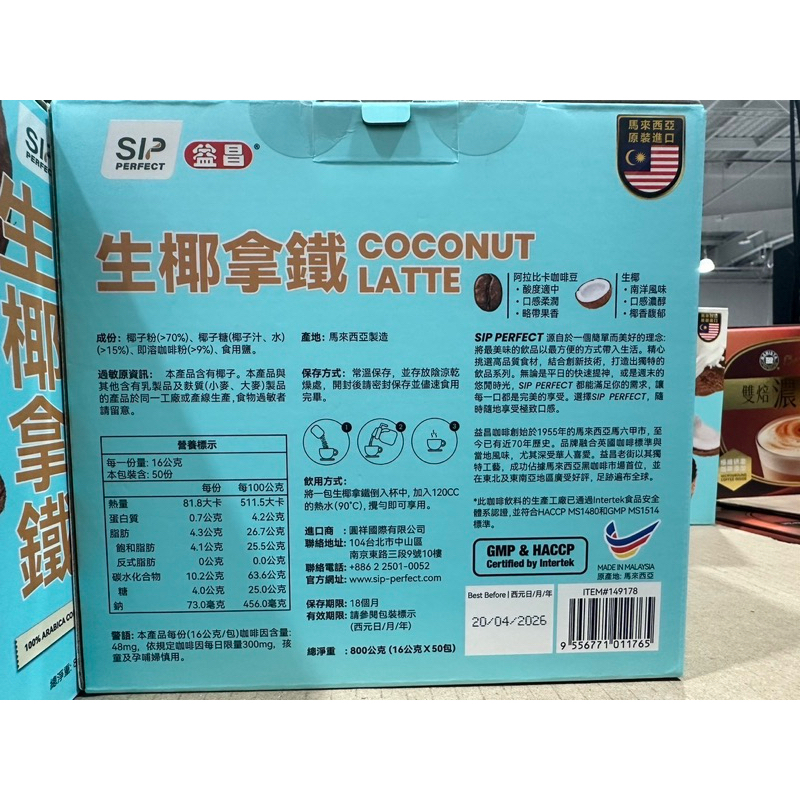 SIP
PERFECT
益昌®
馬來西亞
原裝進口
生椰拿鐵
COCONUT
LATTE
阿拉比卡咖啡豆
・酸度適中
・口感柔潤
・略帶果香
生椰
・南洋風味
・口感濃醇
・椰香馥郁
成份：椰子粉(>70%)、椰子糖(椰子汁、水)
(>15%)、即溶咖啡粉(>9%)、食用鹽。
過敏原資訊： 本產品含有椰子。本產品與
其他含有乳製品及麩質(小麥、大麥)製品
的產品於同一工廠或產線生產,食物過敏者
請留意。
營養標示
每一份量: 16公克
本包裝含: 50份
每份 每100公克
熱量 81.8大卡 511.5大卡
蛋白質 0.7公克 4.2公克
脂肪 4.3公克 26.7公克
飽和脂肪 4.1公克 25.5公克
反式脂肪 0公克 0.0公克
碳水化合物 10.2公克 63.6公克
糖 4.0公克 25.0公克
鈉 73.0毫克 456.0毫克
警語: 本產品每份(16公克/包)咖啡因含量:
48mg，依規定咖啡因每日限量300mg，孩
童及孕哺婦慎用。
產地: 馬來西亞製造
保存方式: 常溫保存，並存放陰涼乾
燥處，開封後請密封保存並儘速食用
完畢。
1
2
3
飲用方式:
將一包生椰拿鐵倒入杯中, 加入120CC
的熱水(90˚C)，攪勻即可享用。
進口商 : 圓祥國際有限公司
聯絡地址: 104台北市中山區
南京東路三段9號10樓
聯絡電話: +886 2 2501-0052
官方網址: www.sip-perfect.com
保存期限: 18個月
有效期限: 請參閱包裝標示
(西元日/月/年)
總淨重 : 800公克 (16公克X50包)
SIP PERFECT 源自於一個簡單而美好的理念:
將最美味的飲品以最方便的方式帶入生活。精心
挑選高品質食材，結合創新技術，打造出獨特的
飲品系列。無論是平日的快速提神，或是週末的
悠閒時光，SIP PERFECT 都能滿足你的需求，讓
每一口都是完美的享受。選擇SIP PERFECT，隨
時隨地享受極致口感。
益昌咖啡創始於1955年的馬來亞馬六甲市，至
今已有近70年歷史。品牌融合英國咖啡標準與
當地風味，尤其深受華人喜愛。益昌老街以其獨
特工藝，成功佔據馬來西亞黑咖啡市場首位，並
在東北及東南亞地區廣受好評，足跡遍布全球。
*此咖啡飲料的生產工廠已通過Intertek食品安全
體系認證，並符合HACCP MS1480和GMP MS1514
標準。
GMP & HACCP
Certified by Intertek
MADE IN MALAYSIA
原產地: 馬來西亞
Best Before | 西元日/月/年
20/04/2026
ITEM#149178
9 556771 011765
SIP
PERFECT
生椰拿鐵
100% ARABICA CO
總淨重: 8
雙焙
濃